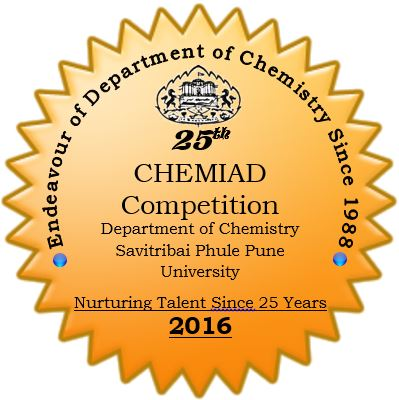 Endeavour of Department of Chemistry Since 1988
25th
CHEMIAD
Competition
Department of Chemistry
Savitribai Phule Pune
University
Nurturing Talent Since 25 Years
2016